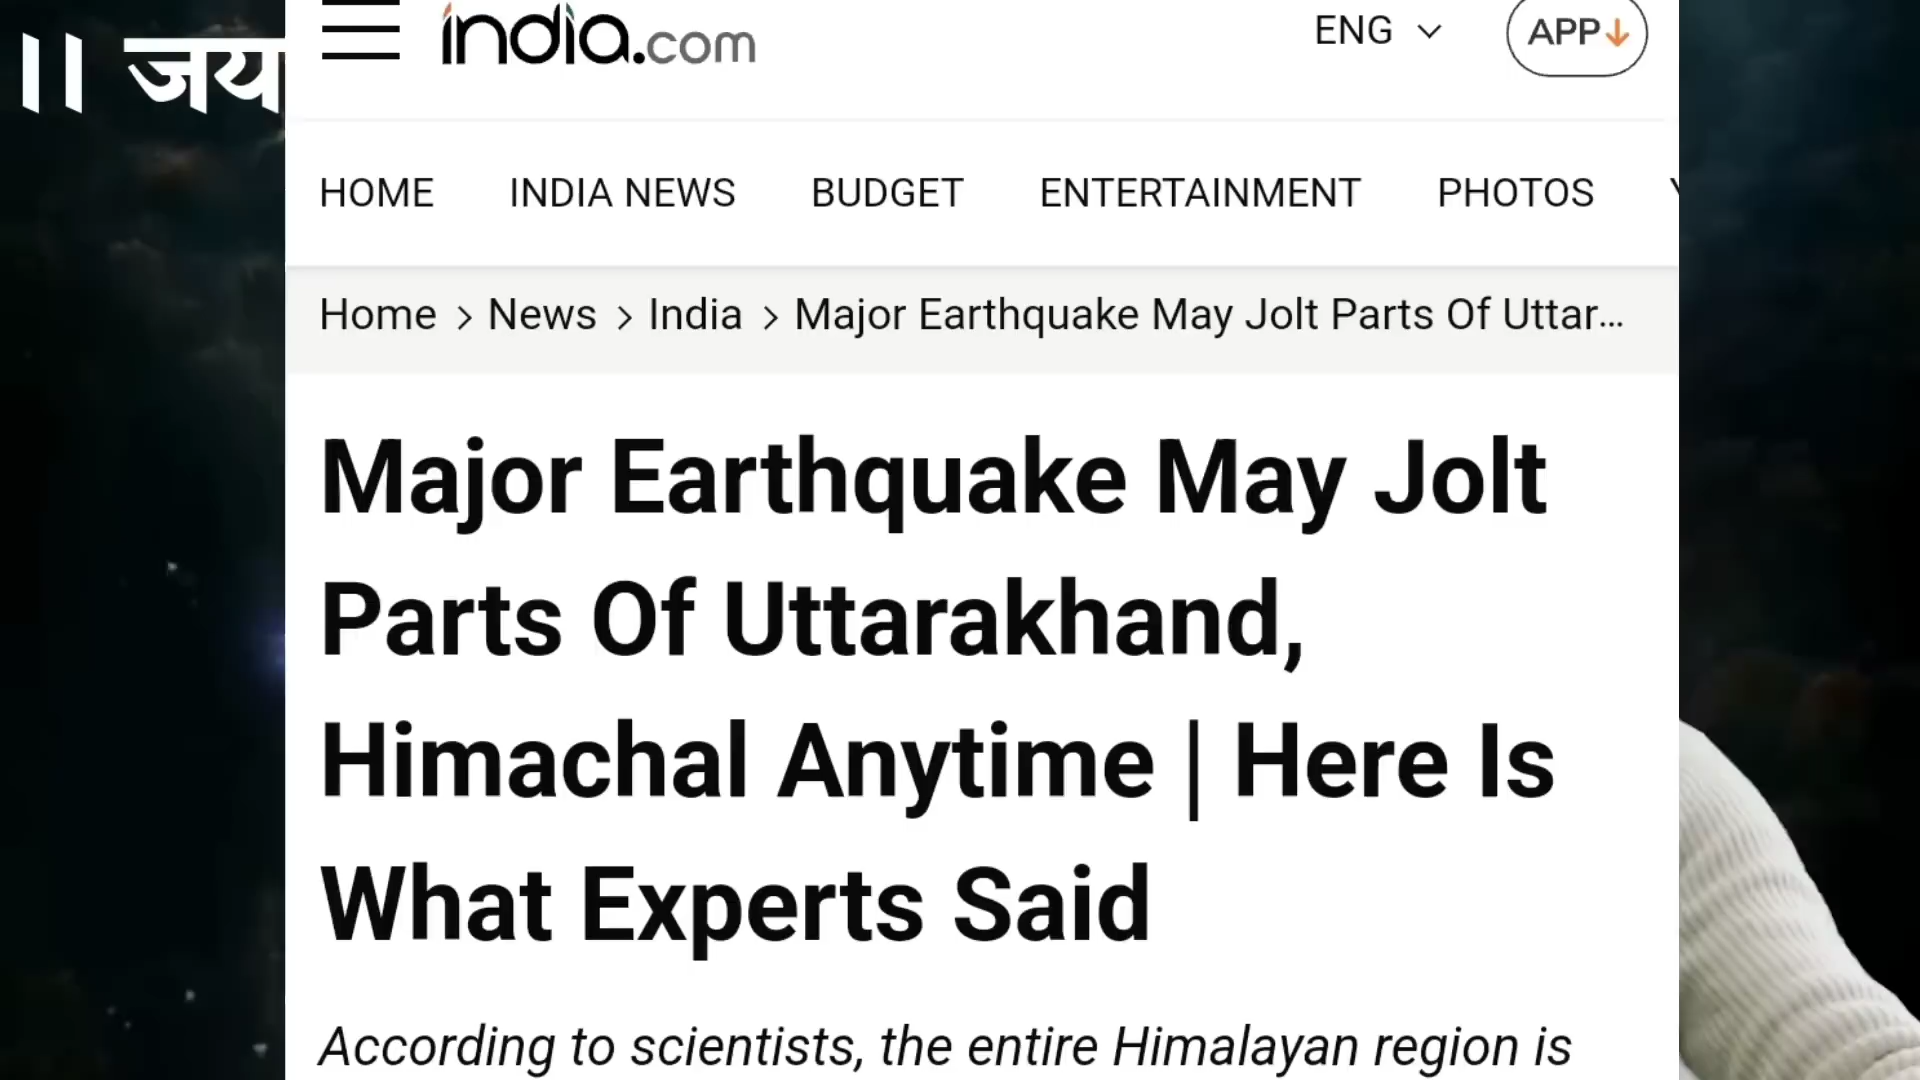 ।। जय
india.com
ENG
APP
HOME INDIA NEWS BUDGET ENTERTAINMENT PHOTOS
Home > News > India > Major Earthquake May Jolt Parts Of Uttar...
Major Earthquake May Jolt
Parts Of Uttarakhand,
Himachal Anytime | Here Is
What Experts Said
According to scientists, the entire Himalayan region is